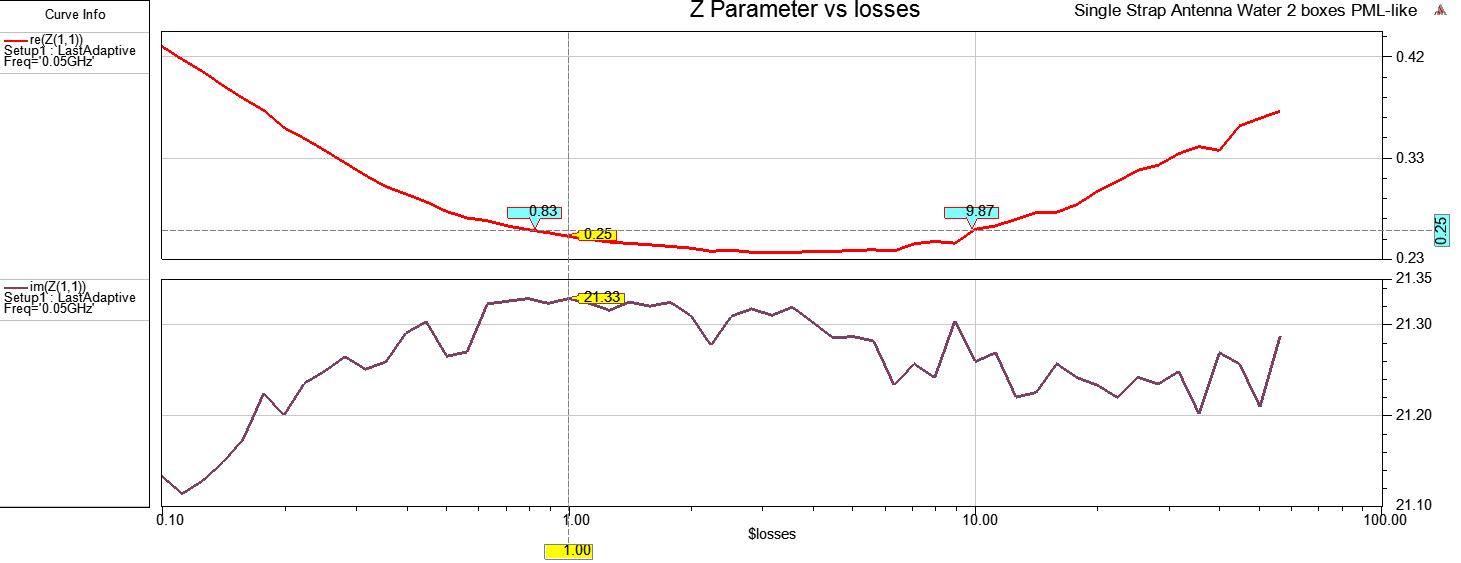 Z Parameter vs losses
Single Strap Antenna Water 2 boxes PML-like
Curve Info
re(Z(1,1))
Setup1 : LastAdaptive
Freq='0.05GHz'
0.42
0.33
0.83
9.87
0.25
0.25
0.23
im(Z(1,1))
Setup1 : LastAdaptive
Freq='0.05GHz'
21.35
21.33
21.30
21.20
21.10
0.10
1.00
10.00
100.00
$losses
1.00